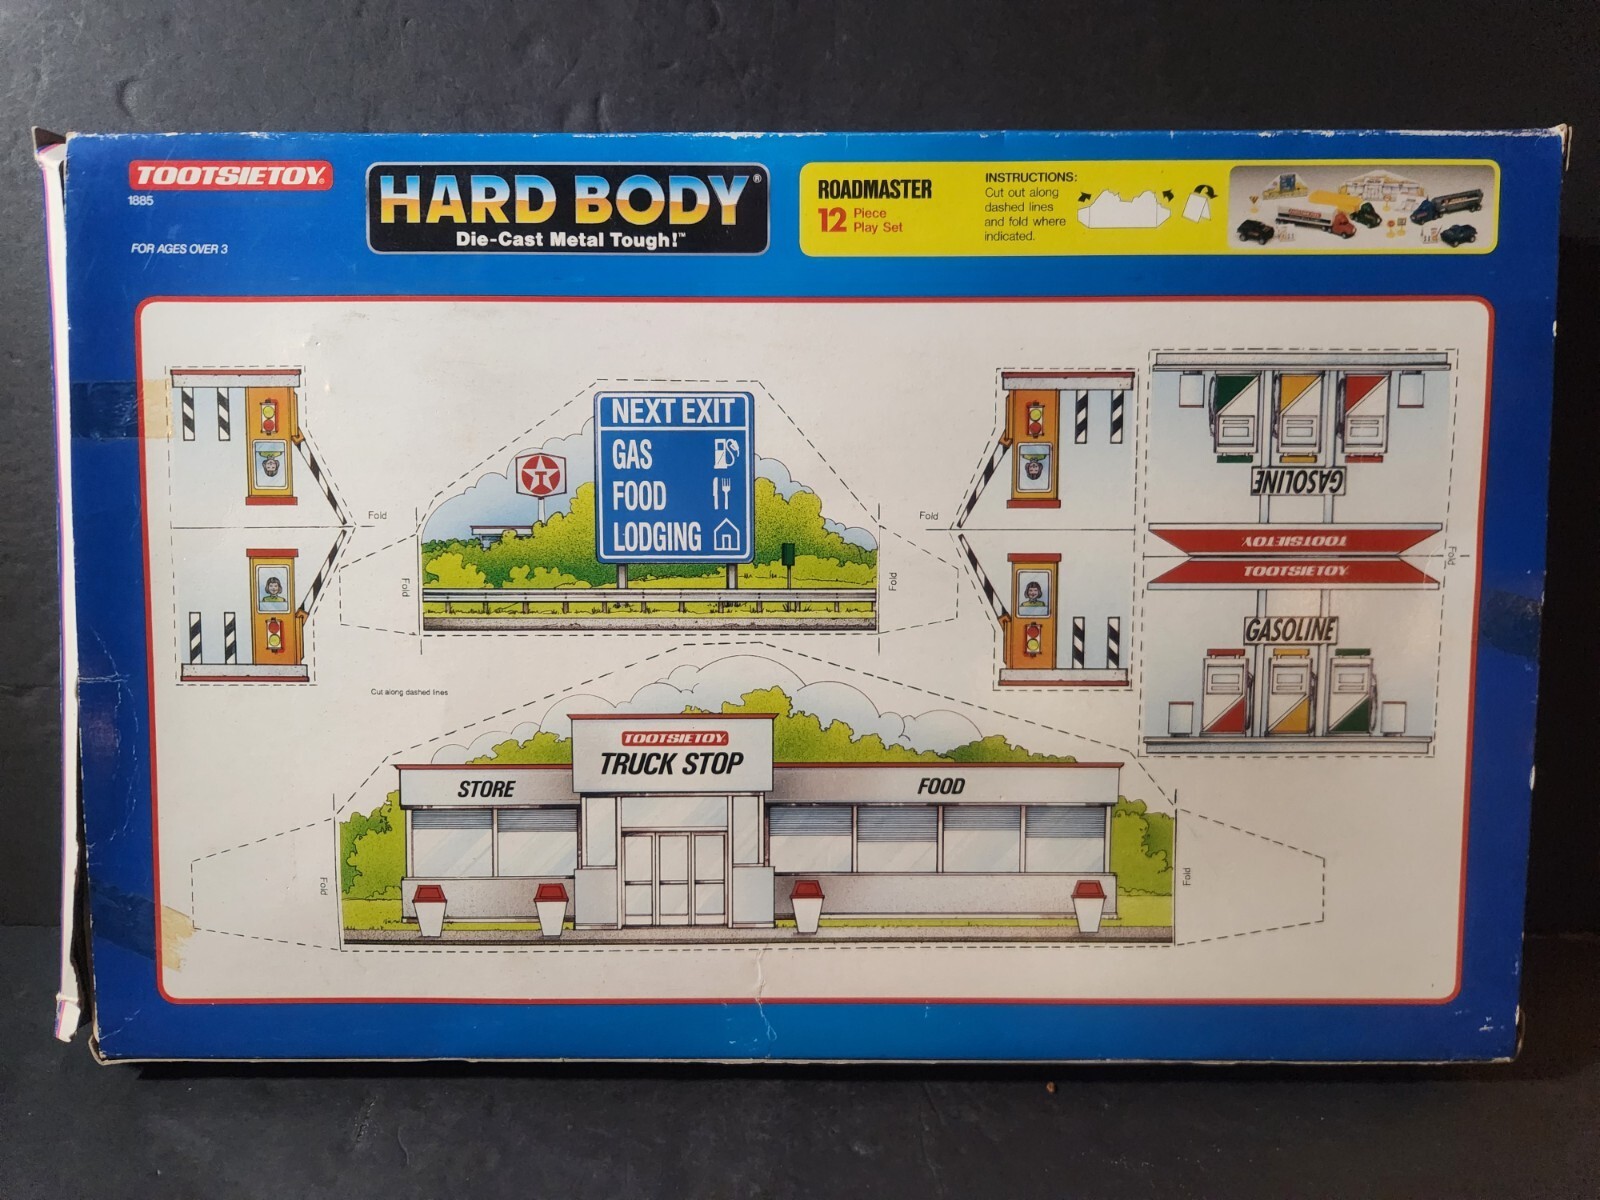 TOOTSIETOY®
1885
FOR AGES OVER 3
HARD BODY®
Die-Cast Metal Tough!™
ROADMASTER
12 Piece
Play Set
INSTRUCTIONS:
Cut out along
dashed lines
and fold where
indicated.
NEXT EXIT
GAS
FOOD
LODGING
T
Fold
Fold
Fold
Fold
GASOLINE
TOOTSIETOY
Fold
TOOTSIETOY
GASOLINE
Cut along dashed lines
TOOTSIETOY
TRUCK STOP
STORE
FOOD
Fold
Fold